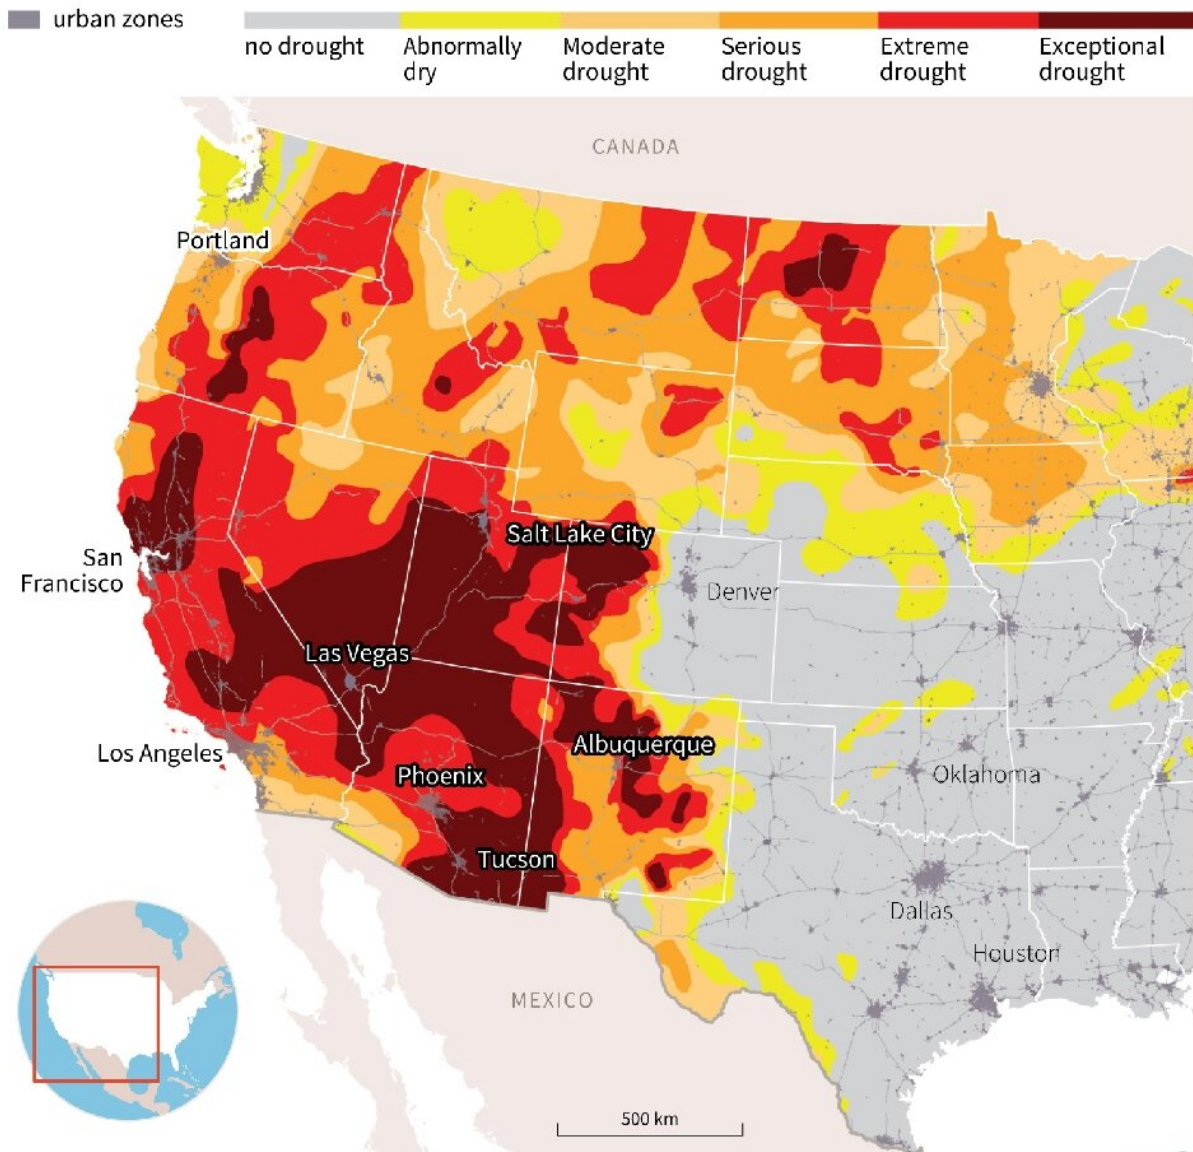 urban zones
no drought
Abnormally
dry
Moderate
drought
Serious
drought
Extreme
drought
Exceptional
drought
CANADA
Portland
Salt Lake City
San
Francisco
Denver
Las Vegas
Los Angeles
Albuquerque
Phoenix
Oklahoma
Tucson
Dallas
Houston
MEXICO
500 km